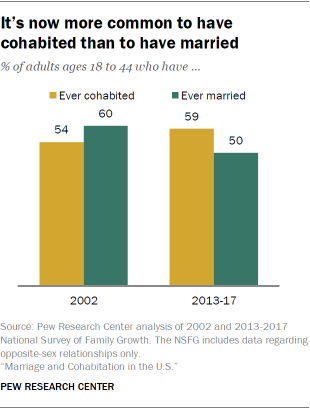 It's now more common to have
cohabited than to have married
% of adults ages 18 to 44 who have ...
Ever cohabited Ever married
54 60 59 50
2002 2013-17
Source: Pew Research Center analysis of 2002 and 2013-2017
National Survey of Family Growth. The NSFG includes data regarding
opposite-sex relationships only.
"Marriage and Cohabitation in the U.S."
PEW RESEARCH CENTER